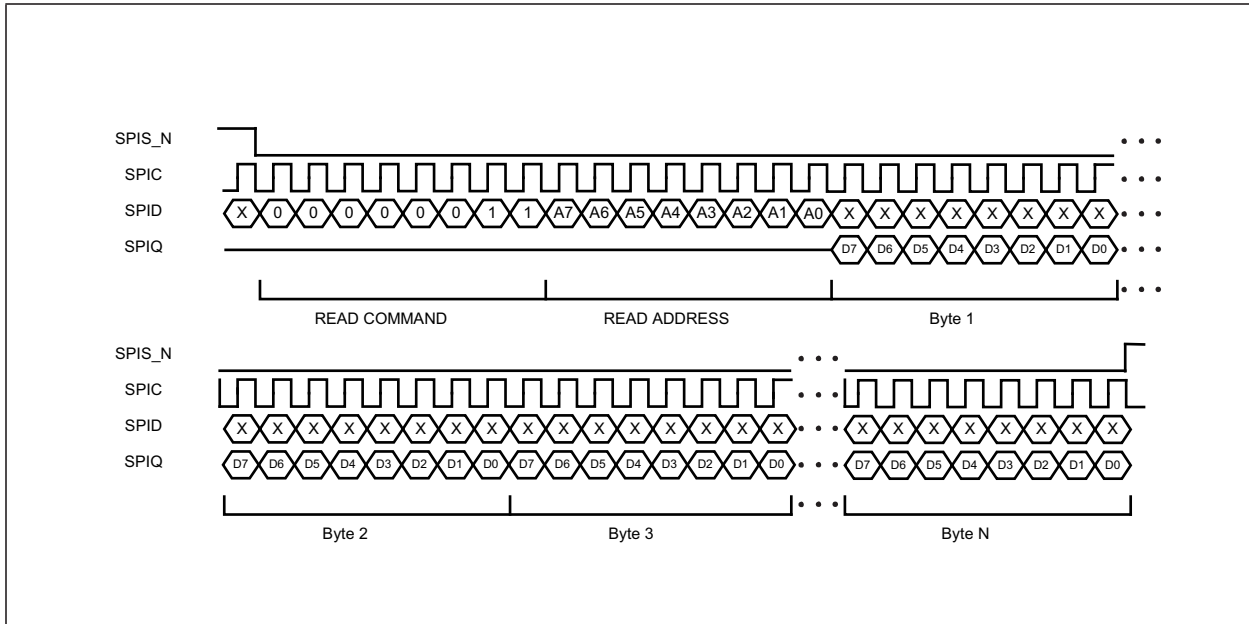 SPIS_N • • •
SPIC • • •
SPID X 0 0 0 0 0 0 1 1 A7 A6 A5 A4 A3 A2 A1 A0 X X X X X X X X • • •
SPIQ D7 D6 D5 D4 D3 D2 D1 D0 • • •
• • •
READ COMMAND READ ADDRESS Byte 1
SPIS_N • • •
SPIC • • •
SPID X X X X X X X X X X X X X X X X • • • X X X X X X X X
SPIQ D7 D6 D5 D4 D3 D2 D1 D0 D7 D6 D5 D4 D3 D2 D1 D0 • • • D7 D6 D5 D4 D3 D2 D1 D0
• • •
Byte 2 Byte 3 Byte N